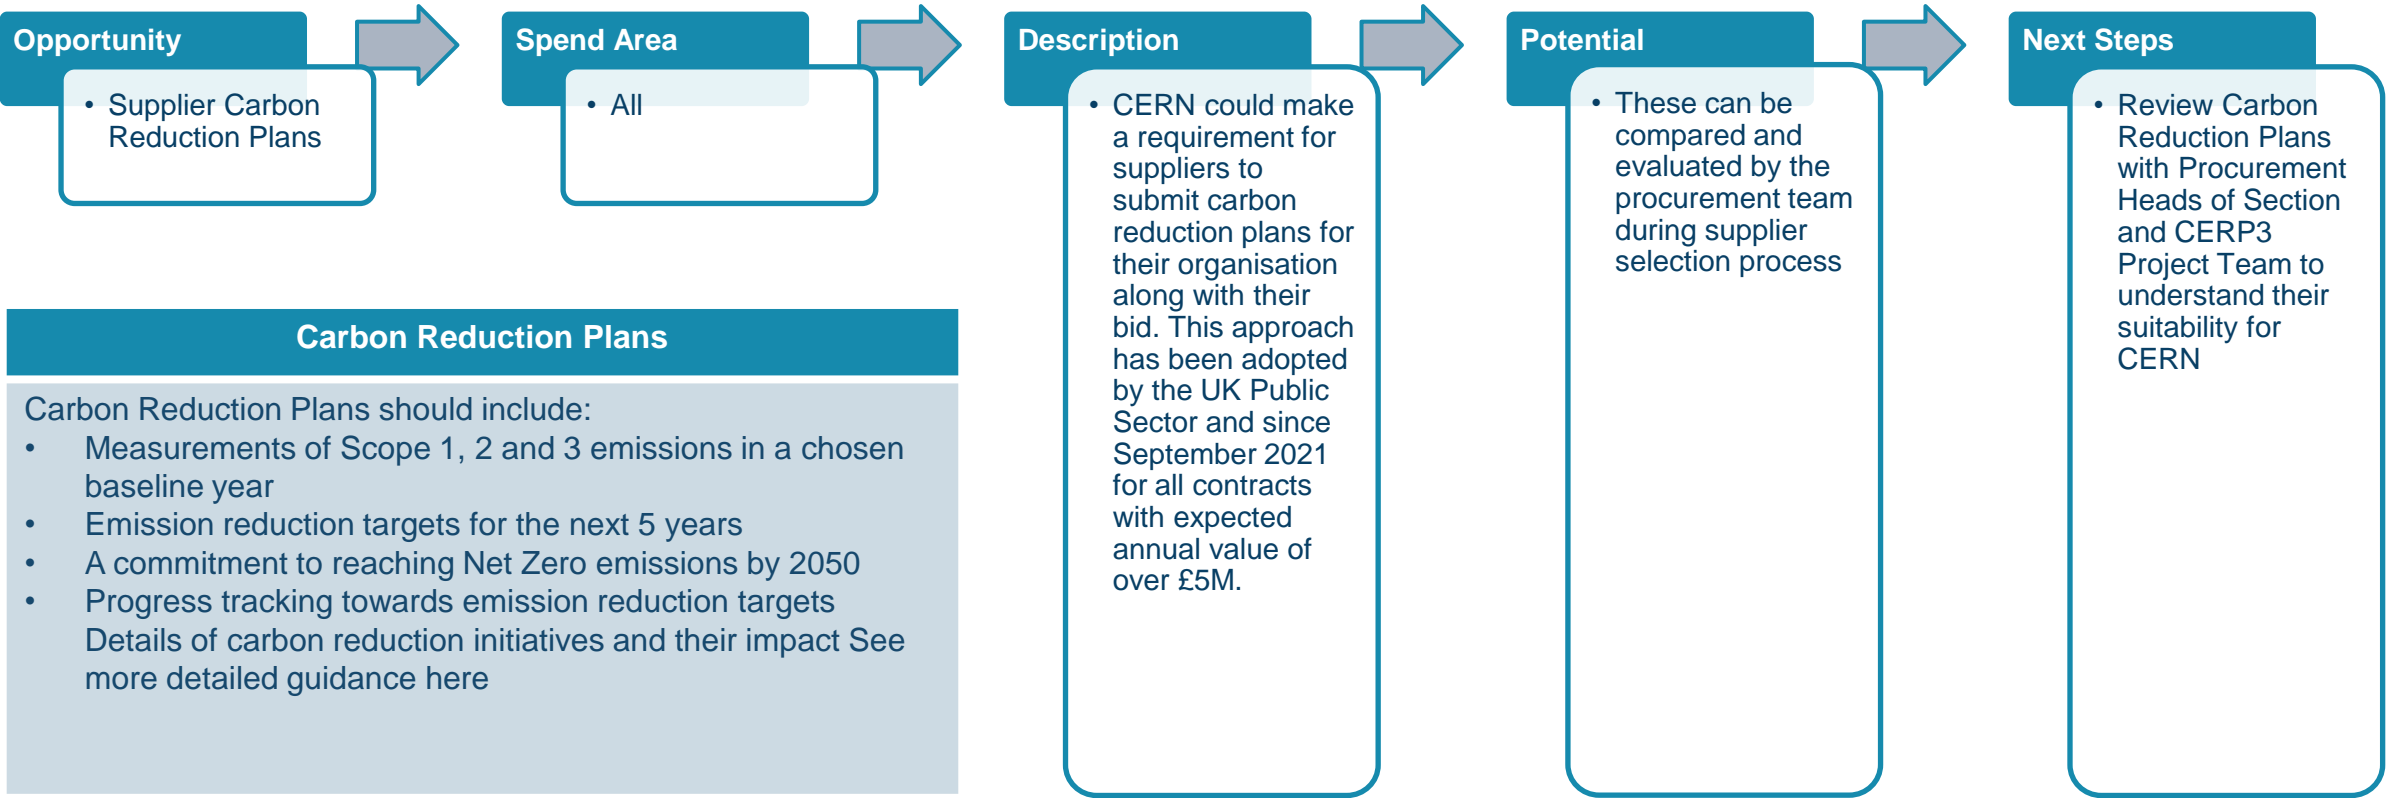 Opportunity
• Supplier Carbon
Reduction Plans
Spend Area
• All
Description
• CERN could make
a requirement for
suppliers to
submit carbon
reduction plans for
their organisation
along with their
bid. This approach
has been adopted
by the UK Public
Sector and since
September 2021
for all contracts
with expected
annual value of
over £5M.
Potential
• These can be
compared and
evaluated by the
procurement team
during supplier
selection process
Next Steps
• Review Carbon
Reduction Plans
with Procurement
Heads of Section
and CERP3
Project Team to
understand their
suitability for
CERN
Carbon Reduction Plans
Carbon Reduction Plans should include:
• Measurements of Scope 1, 2 and 3 emissions in a chosen
baseline year
• Emission reduction targets for the next 5 years
• A commitment to reaching Net Zero emissions by 2050
• Progress tracking towards emission reduction targets
Details of carbon reduction initiatives and their impact See
more detailed guidance here